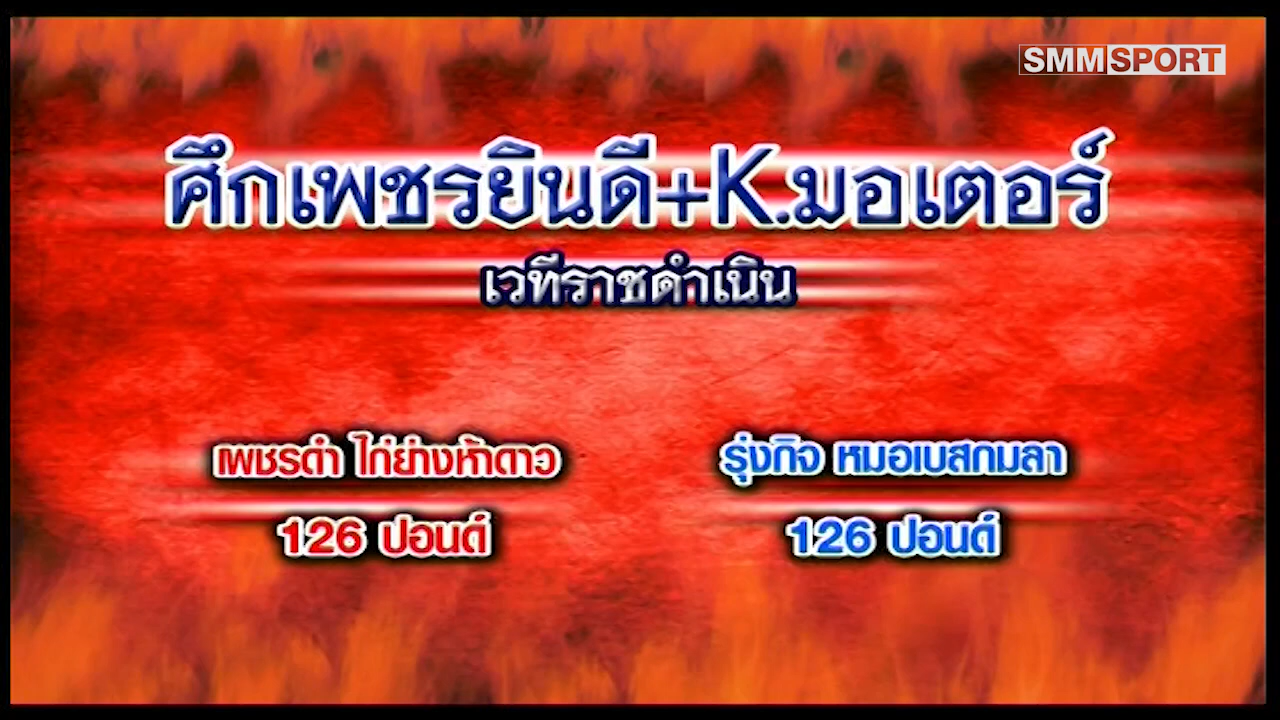 SMMSPORT
ศึกเพชรยินดี+K.มอเตอร์
เวทีราชดำเนิน
เพชรดำ ไก่ย่างห้าดาว
รุ่งกิจ หมอเบสกมลา
126 ปอนด์
126 ปอนด์